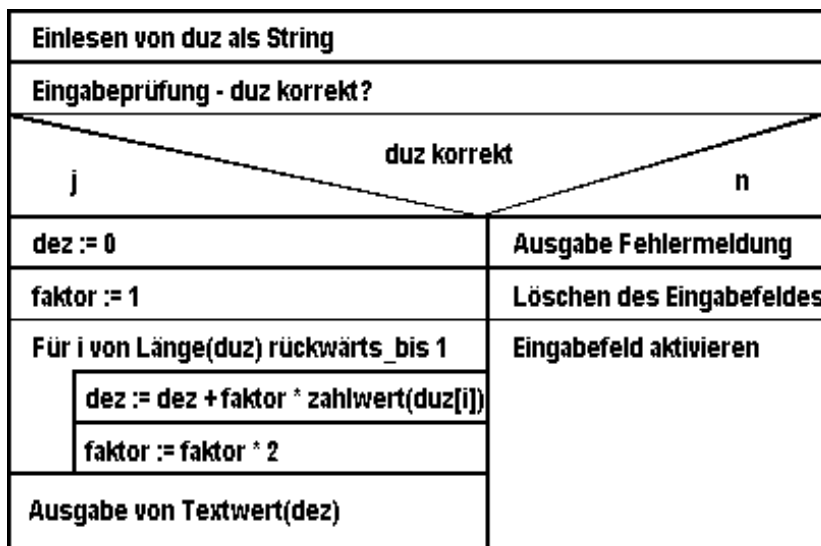 Einlesen von duz als String
Eingabeprüfung - duz korrekt?
duz korrekt
j
n
dez := 0
Ausgabe Fehlermeldung
faktor := 1
Löschen des Eingabefeldes
Für i von Länge(duz) rückwärts_bis 1
Eingabefeld aktivieren
dez := dez + faktor * zahlwert(duz[i])
faktor := faktor * 2
Ausgabe von Textwert(dez)